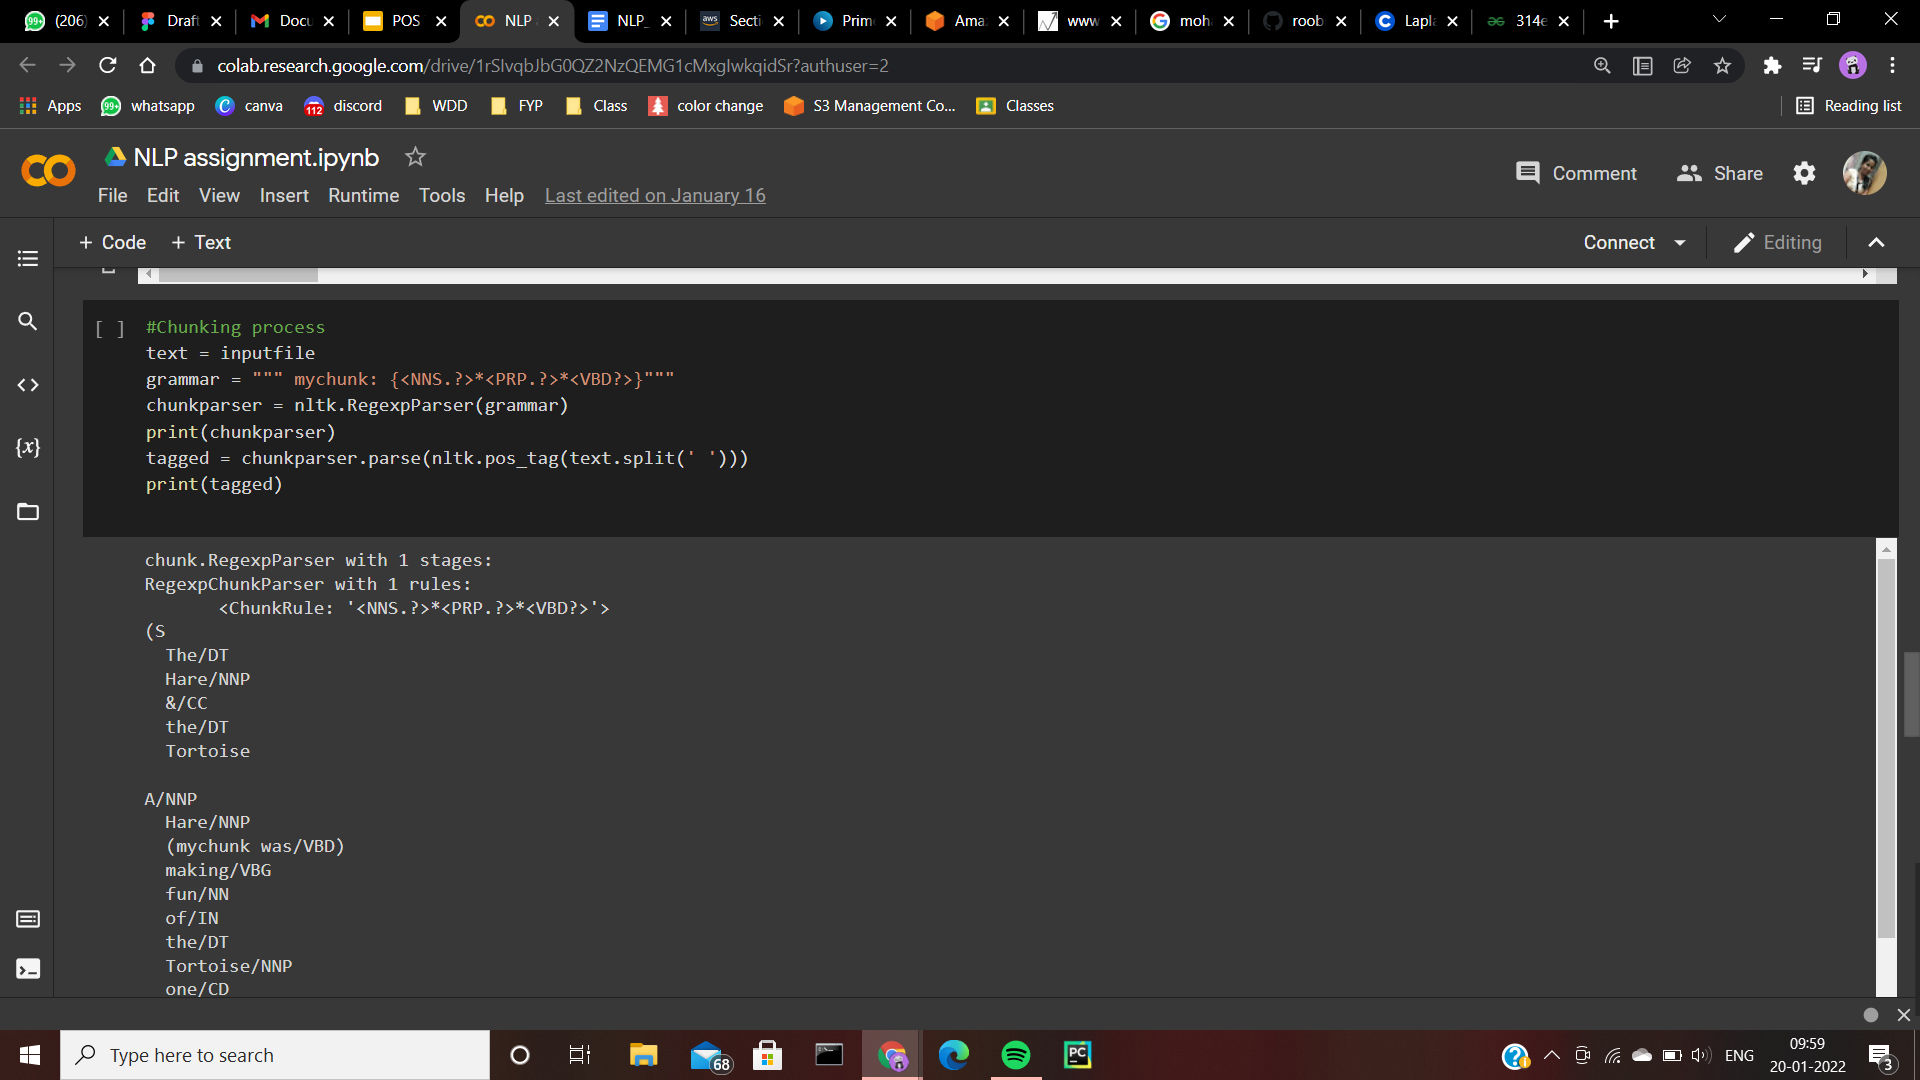 (206) Draft Docu POS NLP NLP_ aws Secti Prime Ama: www moh roob Lapl 314e
colab.research.google.com/drive/1rSIvqbJbG0QZ2NzQEMG1cMxgIwkqidSr?authuser=2
Apps whatsapp canva 112 discord WDD FYP Class color change S3 Management Co... Classes Reading list
NLP assignment.ipynb
Comment Share
File Edit View Insert Runtime Tools Help Last edited on January 16
+ Code + Text Connect Editing
[ ] #Chunking process
text = inputfile
grammar = """ mychunk: {<NNS.?>*<PRP.?>*<VBD?>}"""
chunkparser = nltk.RegexpParser(grammar)
print(chunkparser)
tagged = chunkparser.parse(nltk.pos_tag(text.split(' ')))
print(tagged)
chunk.RegexpParser with 1 stages:
RegexpChunkParser with 1 rules:
<ChunkRule: '<NNS.?>*<PRP.?>*<VBD?>'>
(S
The/DT
Hare/NNP
&/CC
the/DT
Tortoise
A/NNP
Hare/NNP
(mychunk was/VBD)
making/VBG
fun/NN
of/IN
the/DT
Tortoise/NNP
one/CD
Type here to search 68 PC ENG 09:59
20-01-2022 3